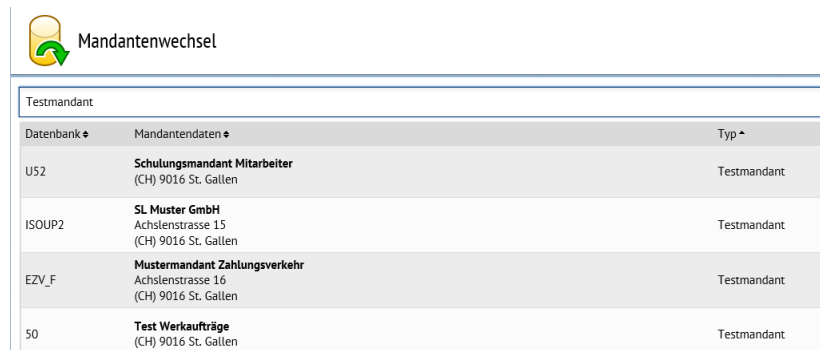 Mandantenwechsel
Testmandant
Datenbank Mandantendaten Typ
U52 Schulungsmandant Mitarbeiter Testmandant
(CH) 9016 St. Gallen
SL Muster GmbH
ISOUP2 Achslenstrasse 15 Testmandant
(CH) 9016 St. Gallen
Mustermandant Zahlungsverkehr
EZV_F Achslenstrasse 16 Testmandant
(CH) 9016 St. Gallen
50 Test Werkaufträge Testmandant
(CH) 9016 St. Gallen